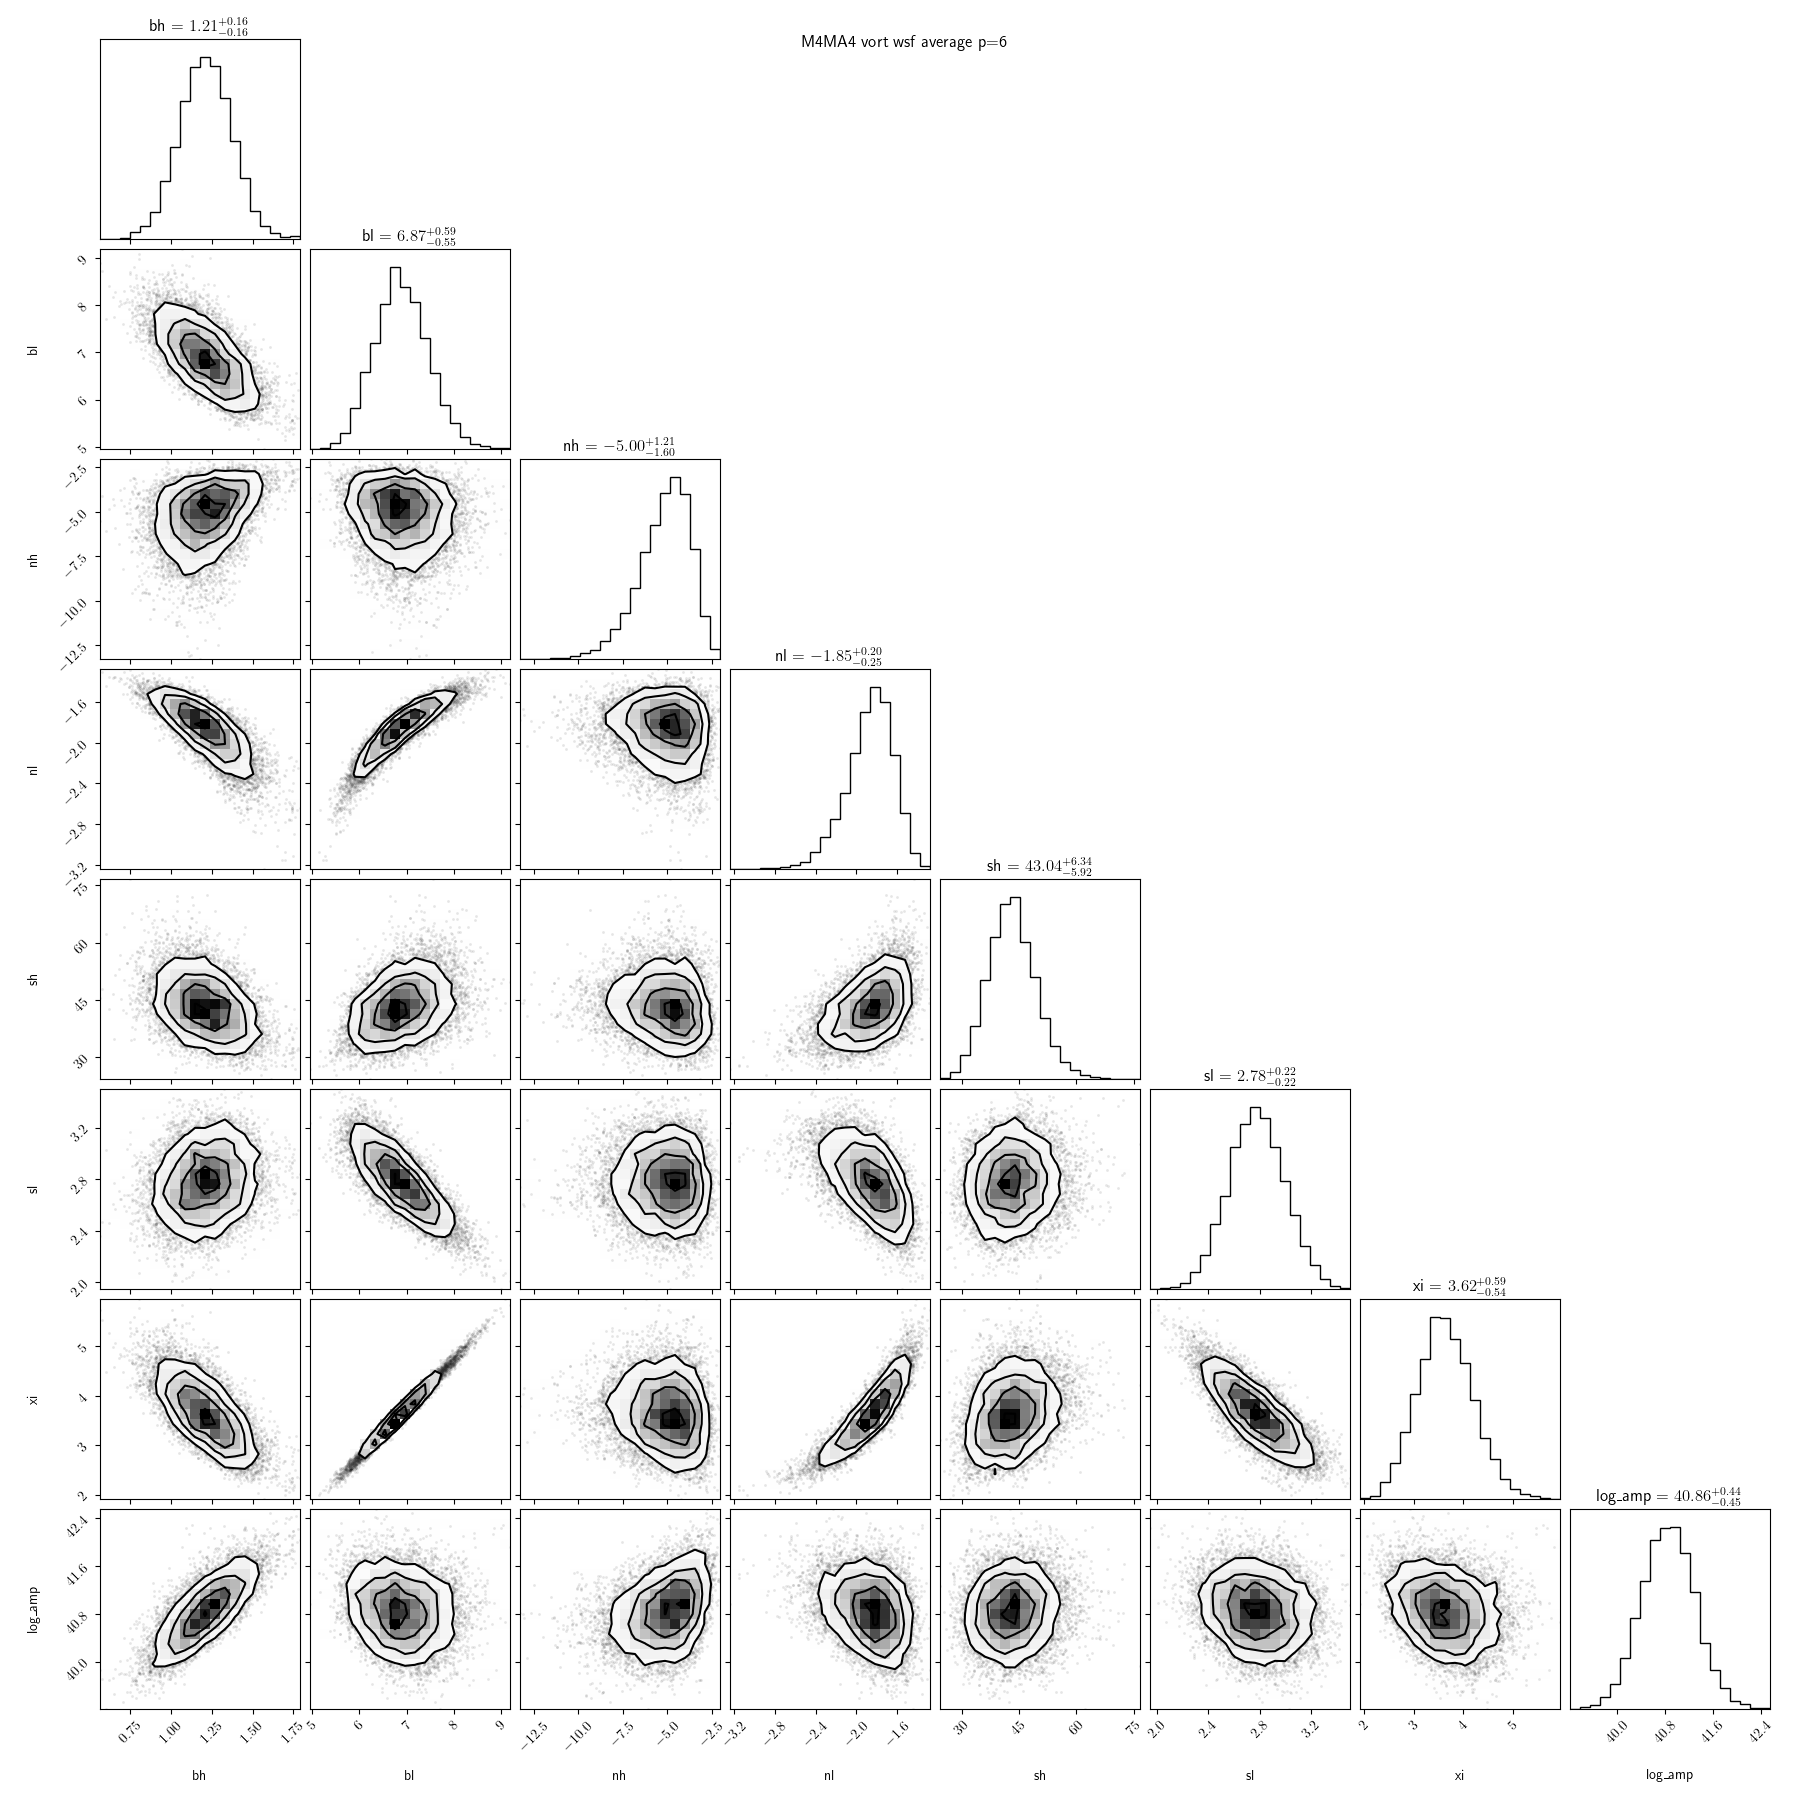 bh = 1.21+0.16−0.16
M4MA4 vort wsf average p=6
bl = 6.87+0.59−0.55
bl
9
8
7
6
5
nh = −5.00+1.21−1.60
nh
−2.5
−5.0
−7.5
−10.0
−12.5
nl = −1.85+0.20−0.25
nl
−1.6
−2.0
−2.4
−2.8
−3.2
sh = 43.04+6.34−5.92
sh
75
60
45
30
sl = 2.78+0.22−0.22
sl
3.2
2.8
2.4
2.0
xi = 3.62+0.59−0.54
xi
5
4
3
2
log_amp = 40.86+0.44−0.45
log_amp
42.4
41.6
40.8
40.0
0.75 1.00 1.25 1.50 1.75 5 6 7 8 9 −12.5 −10.0 −7.5 −5.0 −2.5 −3.2 −2.8 −2.4 −2.0 −1.6 30 45 60 75 2.0 2.4 2.8 3.2 2 3 4 5 40.0 40.8 41.6 42.4
bh bl nh nl sh sl xi log_amp